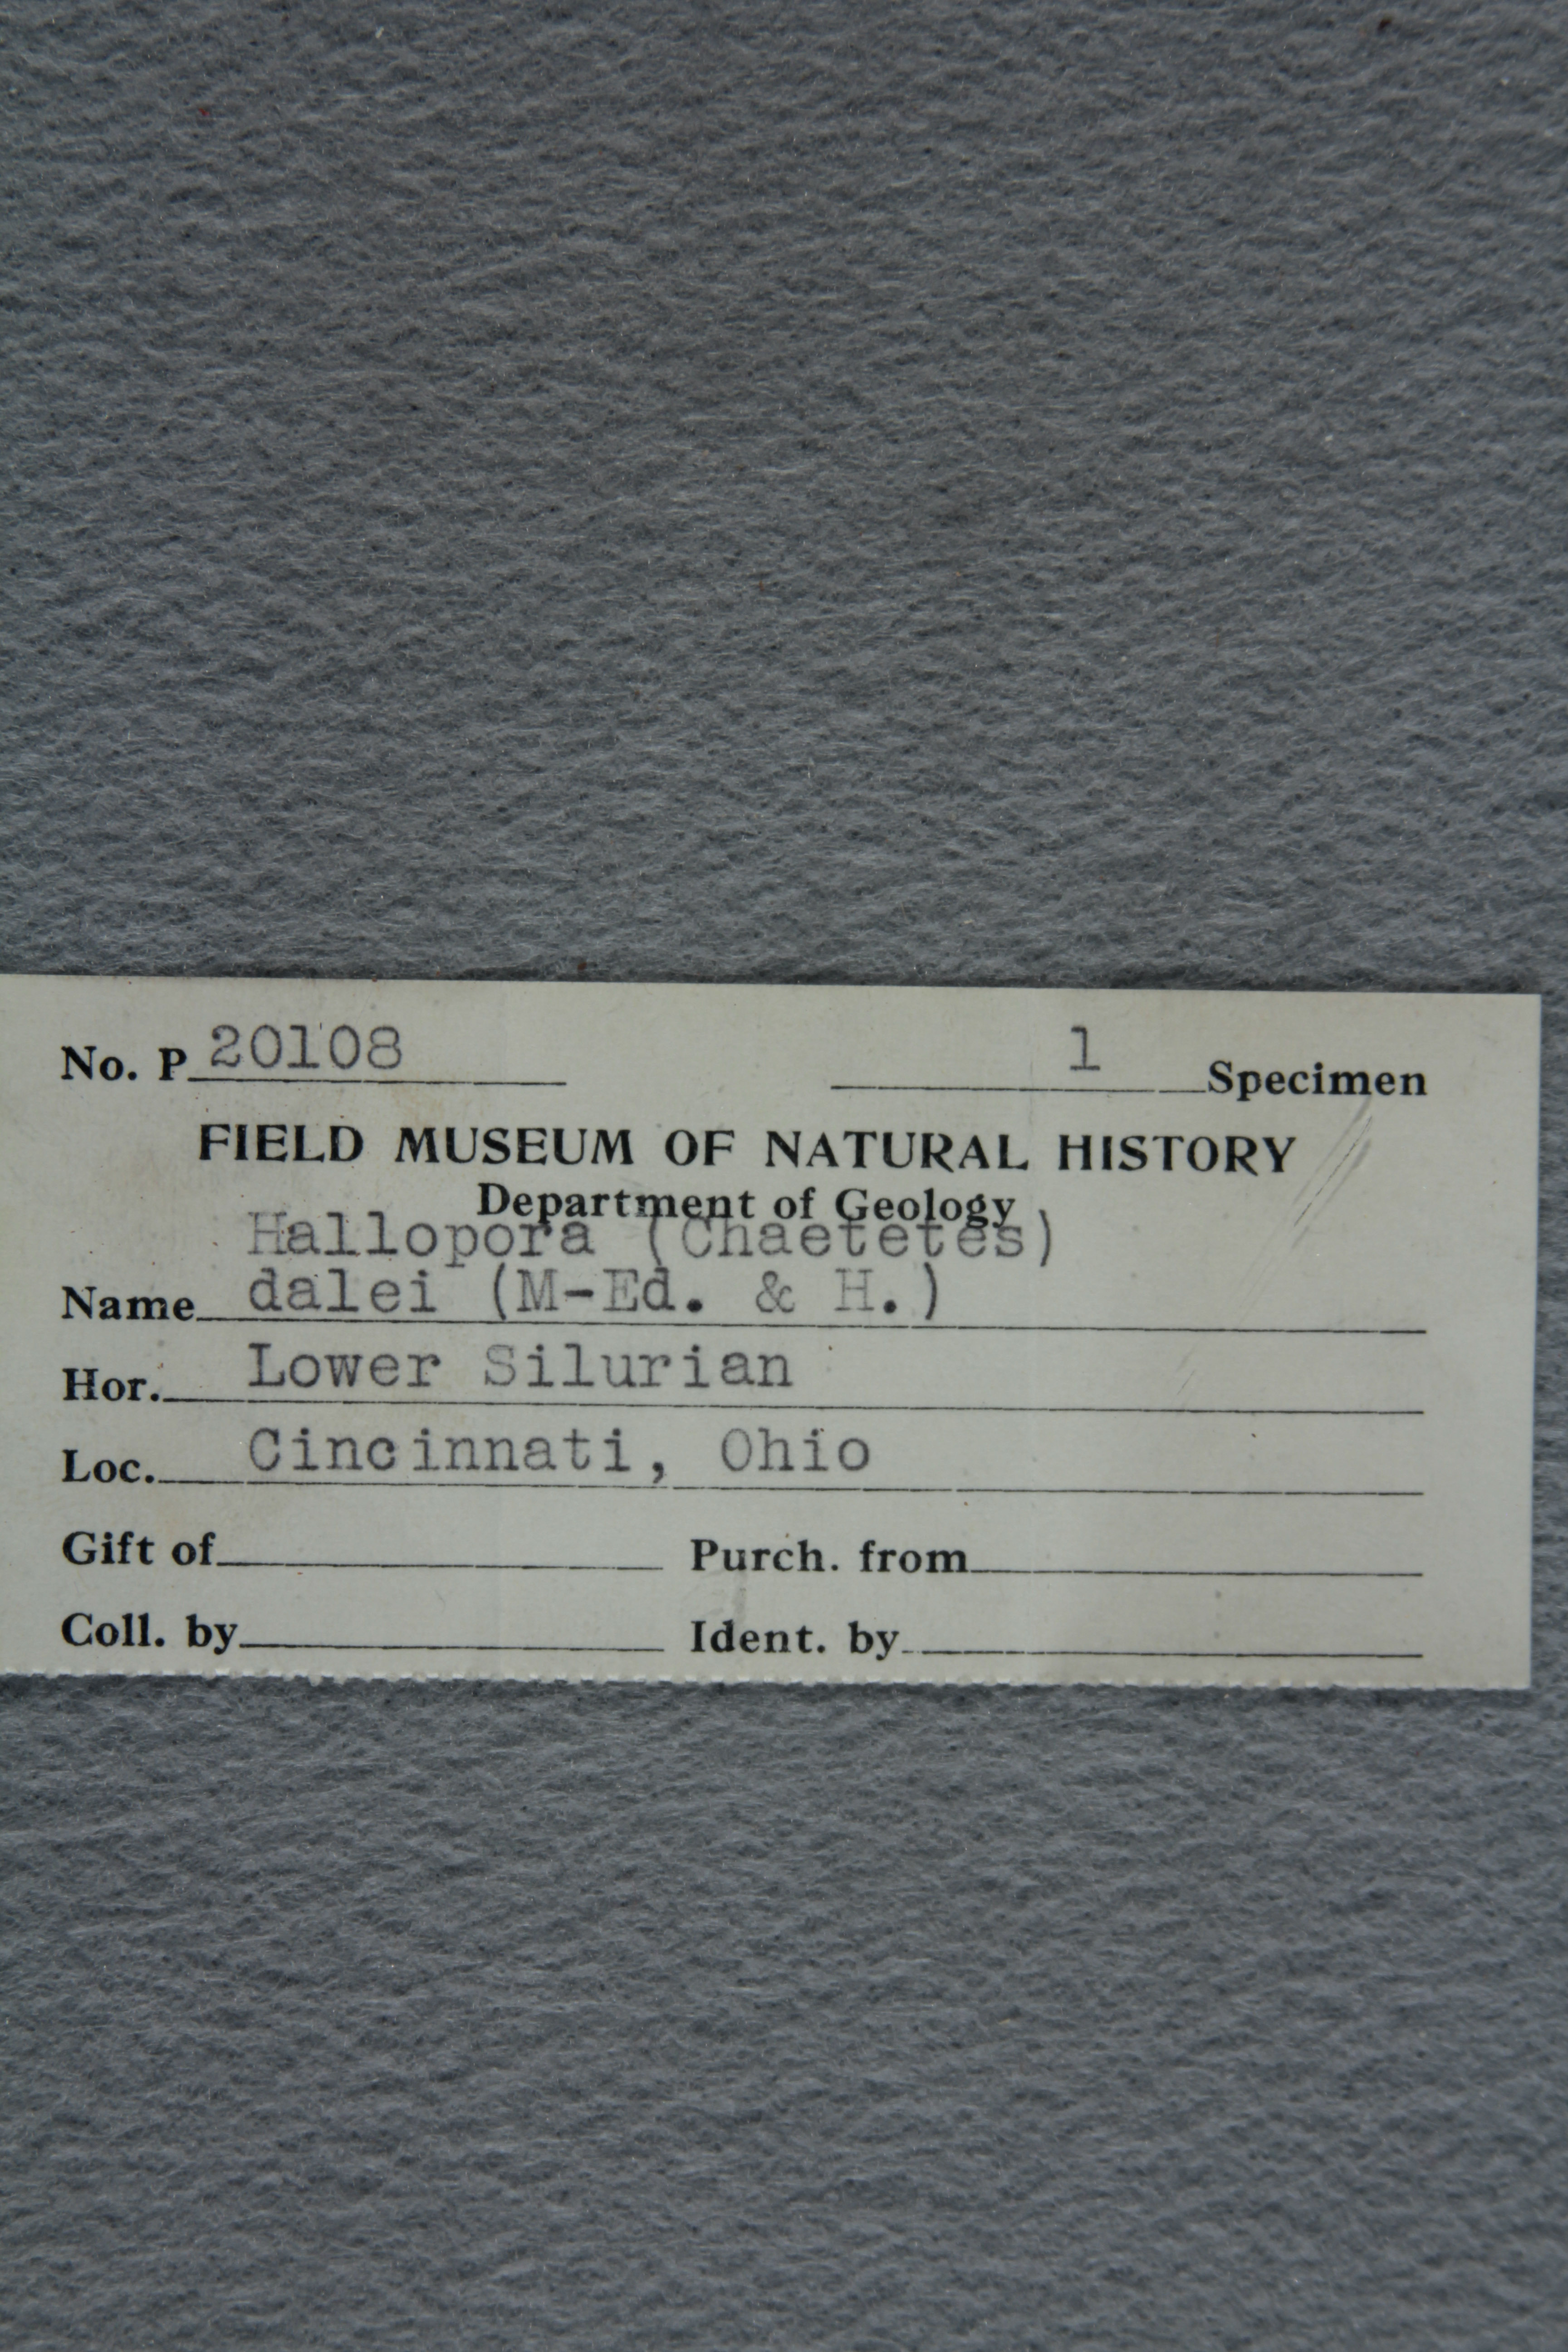 No. P 20108 1 Specimen
FIELD MUSEUM OF NATURAL HISTORY
Department of Geology
Hallopora (Chaetetes)
Name dalei (M-Ed. & H.)
Hor. Lower Silurian
Loc. Cincinnati, Ohio
Gift of Purch. from
Coll. by Ident. by